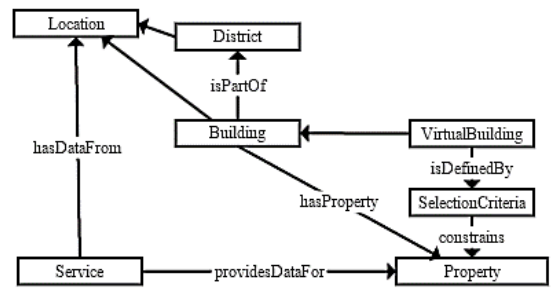 Location
District
isPartOf
Building
VirtualBuilding
hasDataFrom
isDefinedBy
hasProperty
SelectionCriteria
constrains
Service
providesDataFor
Property